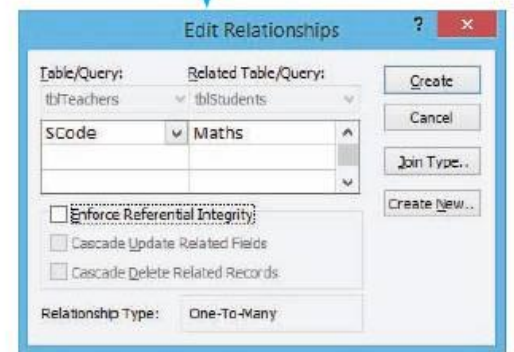 Edit Relationships ? ×
Table/Query: Related Table/Query:
tblTeachers tblStudents
SCode Maths
Enforce Referential Integrity
Cascade Update Related Fields
Cascade Delete Related Records
Relationship Type: One-To-Many
Create
Cancel
Join Type..
Create New..